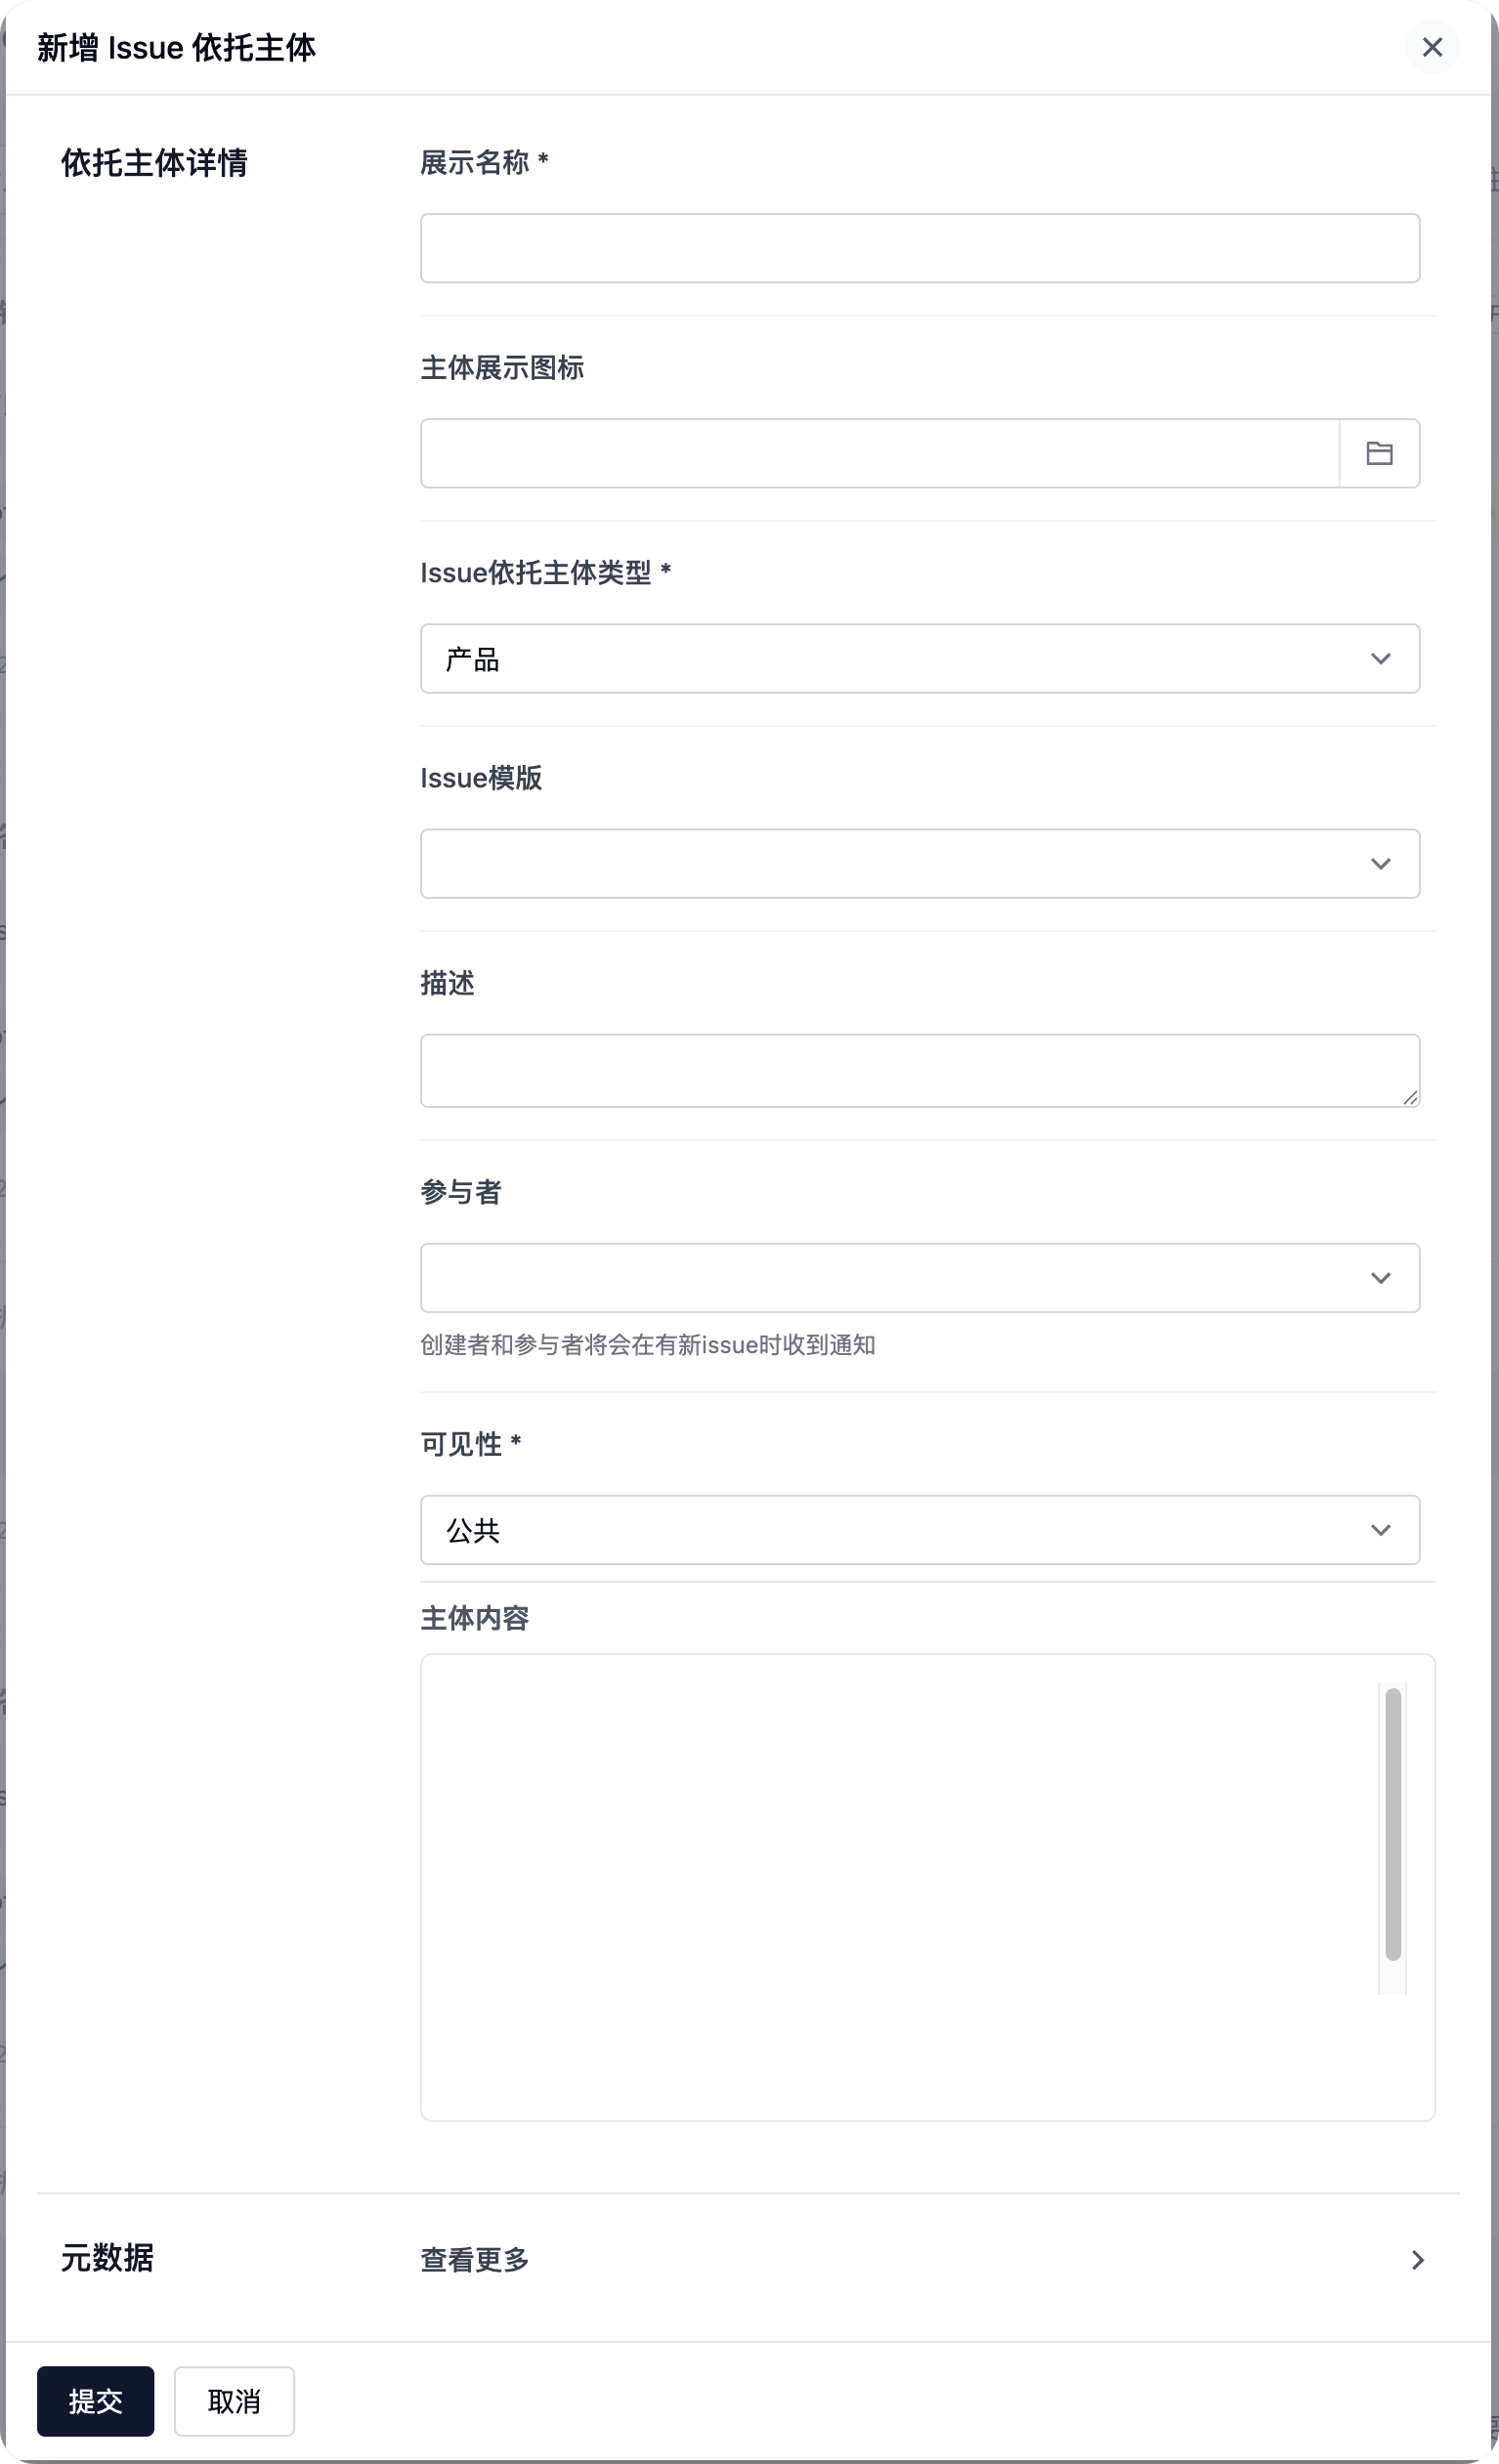 新增 Issue 依托主体
依托主体详情
展示名称 *
主体展示图标
Issue依托主体类型 *
产品
Issue模版
描述
参与者
创建者和参与者将会在有新issue时收到通知
可见性 *
公共
主体内容
元数据
查看更多
提交
取消